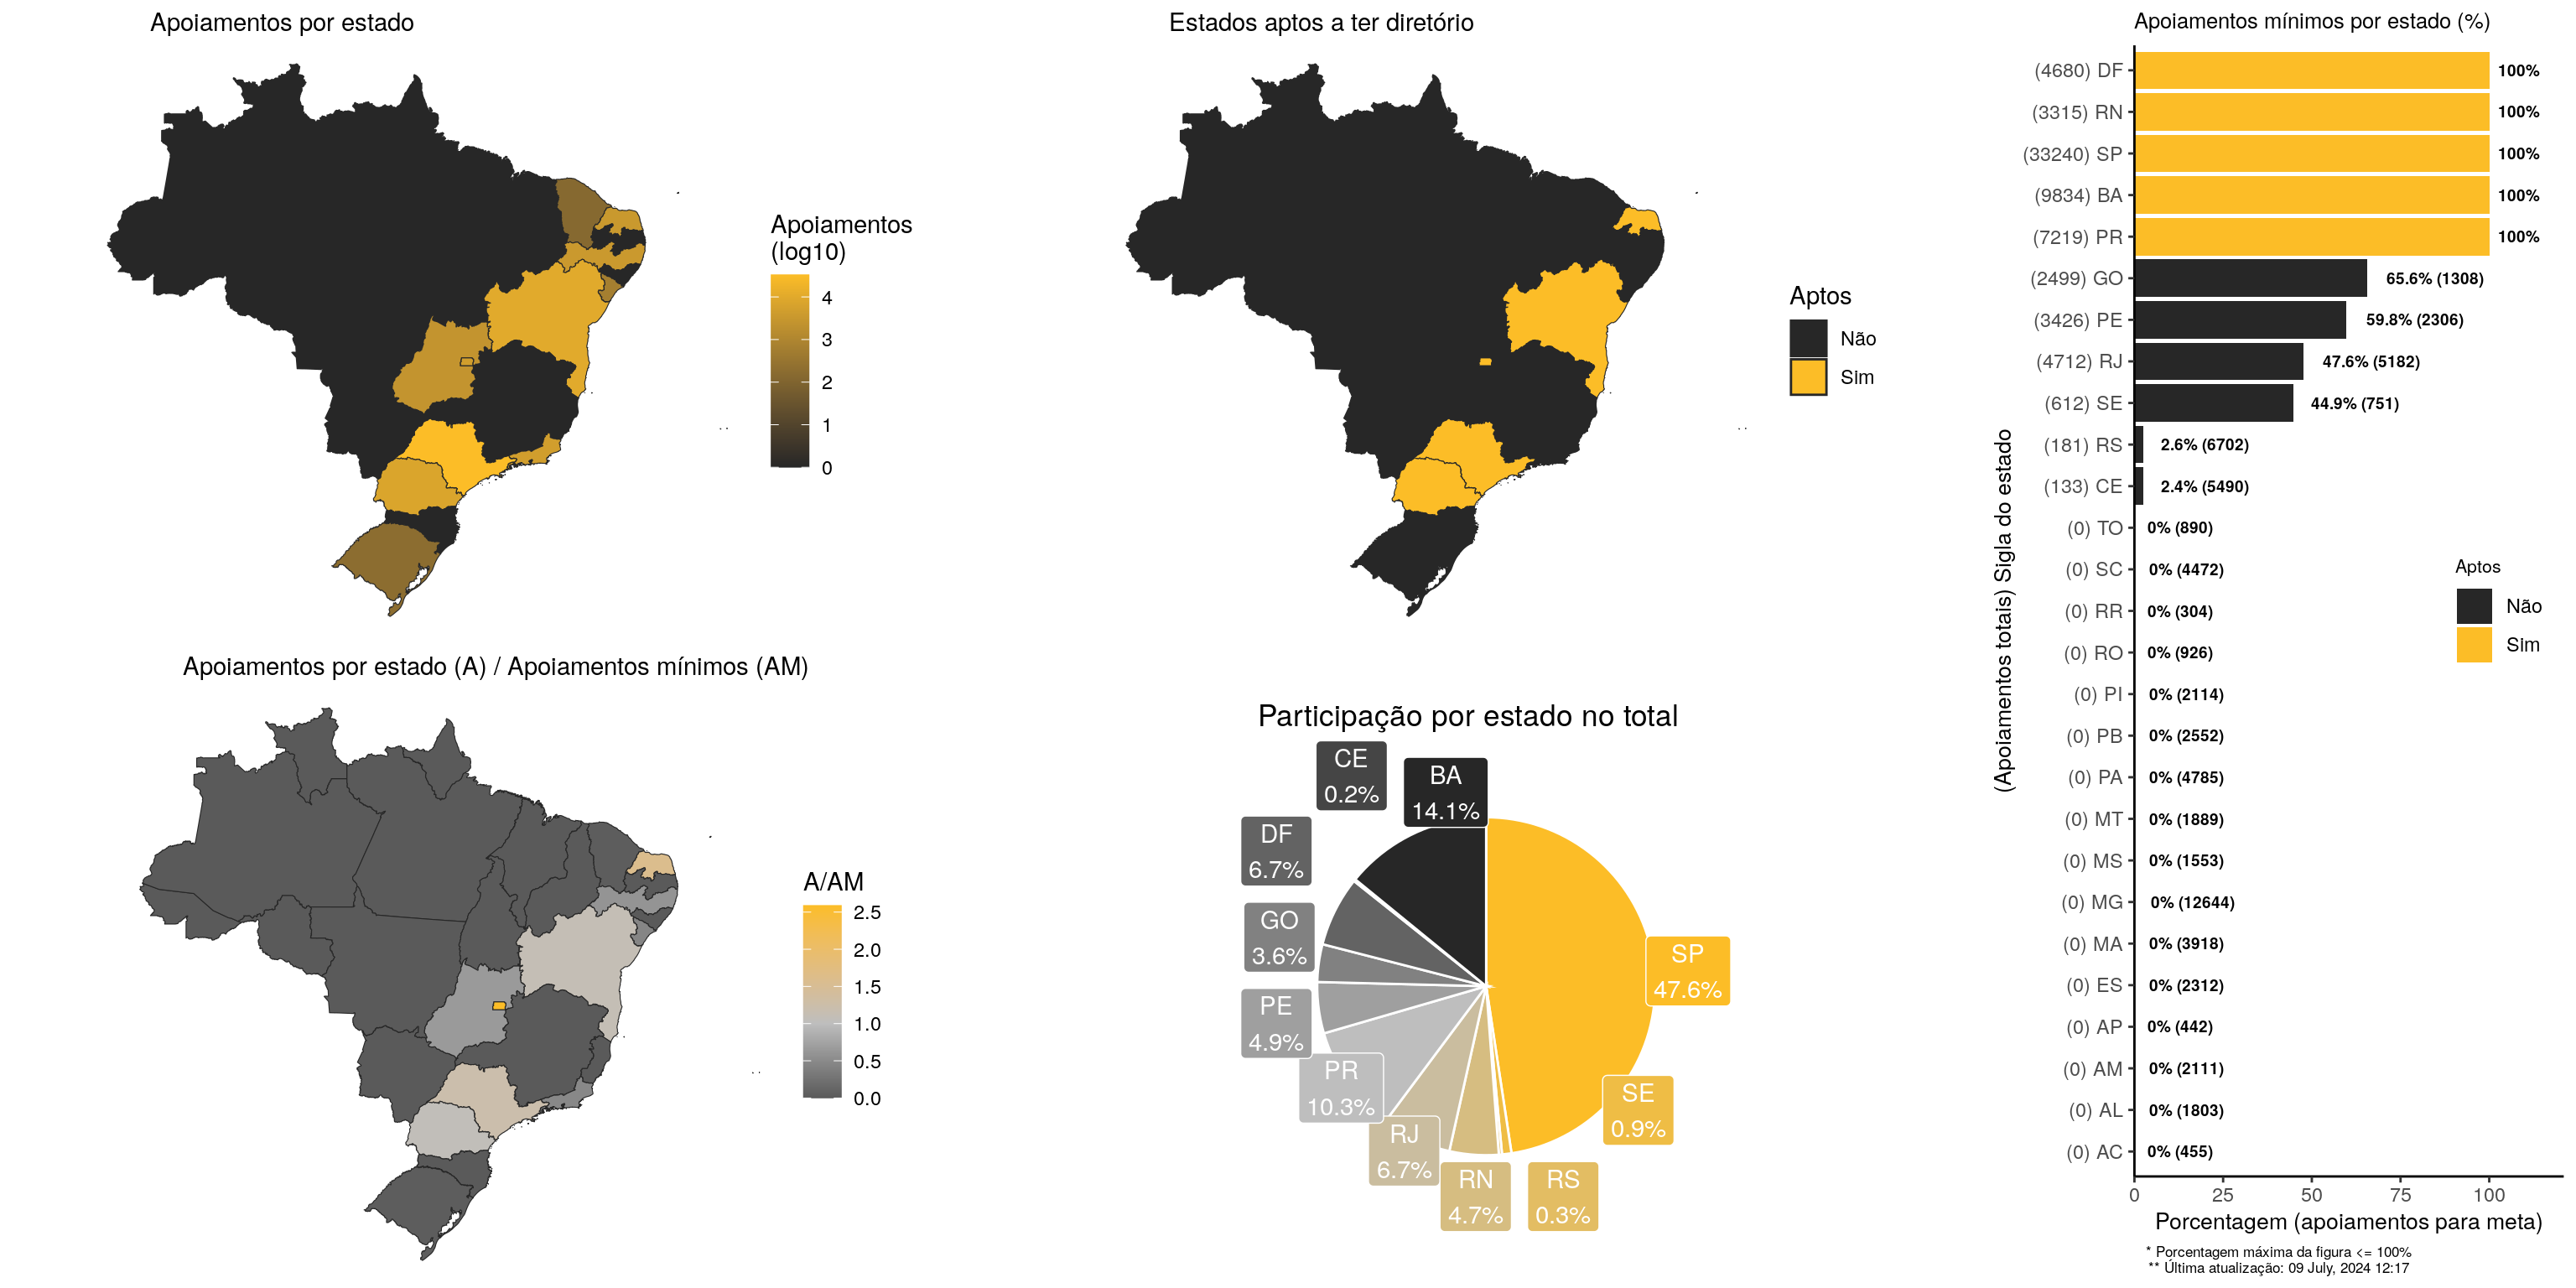 Apoiamentos por estado
Apoiamentos
(log10)
4
3
2
1
0
Estados aptos a ter diretório
Aptos
Não
Sim
Apoiamentos por estado (A) / Apoiamentos mínimos (AM)
A/AM
2.5
2.0
1.5
1.0
0.5
0.0
Participação por estado no total
CE
0.2%
BA
14.1%
DF
6.7%
GO
3.6%
PE
4.9%
PR
10.3%
RJ
6.7%
RN
4.7%
RS
0.3%
SE
0.9%
SP
47.6%
Apoiamentos mínimos por estado (%)
(Apoiamentos totais) Sigla do estado
(4680) DF 100%
(3315) RN 100%
(33240) SP 100%
(9834) BA 100%
(7219) PR 100%
(2499) GO 65.6% (1308)
(3426) PE 59.8% (2306)
(4712) RJ 47.6% (5182)
(612) SE 44.9% (751)
(181) RS 2.6% (6702)
(133) CE 2.4% (5490)
(0) TO 0% (890)
(0) SC 0% (4472)
(0) RR 0% (304)
(0) RO 0% (926)
(0) PI 0% (2114)
(0) PB 0% (2552)
(0) PA 0% (4785)
(0) MT 0% (1889)
(0) MS 0% (1553)
(0) MG 0% (12644)
(0) MA 0% (3918)
(0) ES 0% (2312)
(0) AP 0% (442)
(0) AM 0% (2111)
(0) AL 0% (1803)
(0) AC 0% (455)
Aptos
Não
Sim
0 25 50 75 100
Porcentagem (apoiamentos para meta)
* Porcentagem máxima da figura <= 100%
** Última atualização: 09 July, 2024 12:17